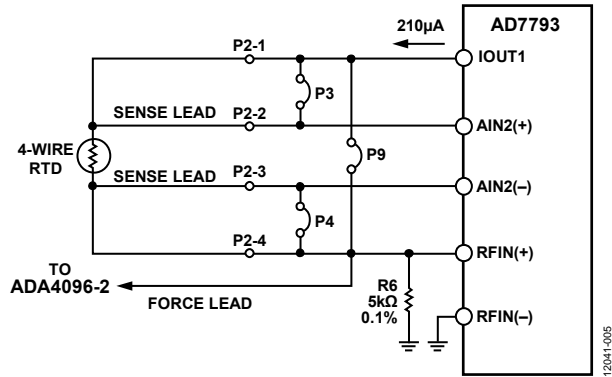 210µA
AD7793
P2-1
IOUT1
P3
SENSE LEAD
P2-2
AIN2(+)
4-WIRE
RTD
P9
SENSE LEAD
P2-3
AIN2(–)
P4
P2-4
RFIN(+)
TO
ADA4096-2
FORCE LEAD
R6
5kΩ
0.1%
RFIN(–)
12041-005